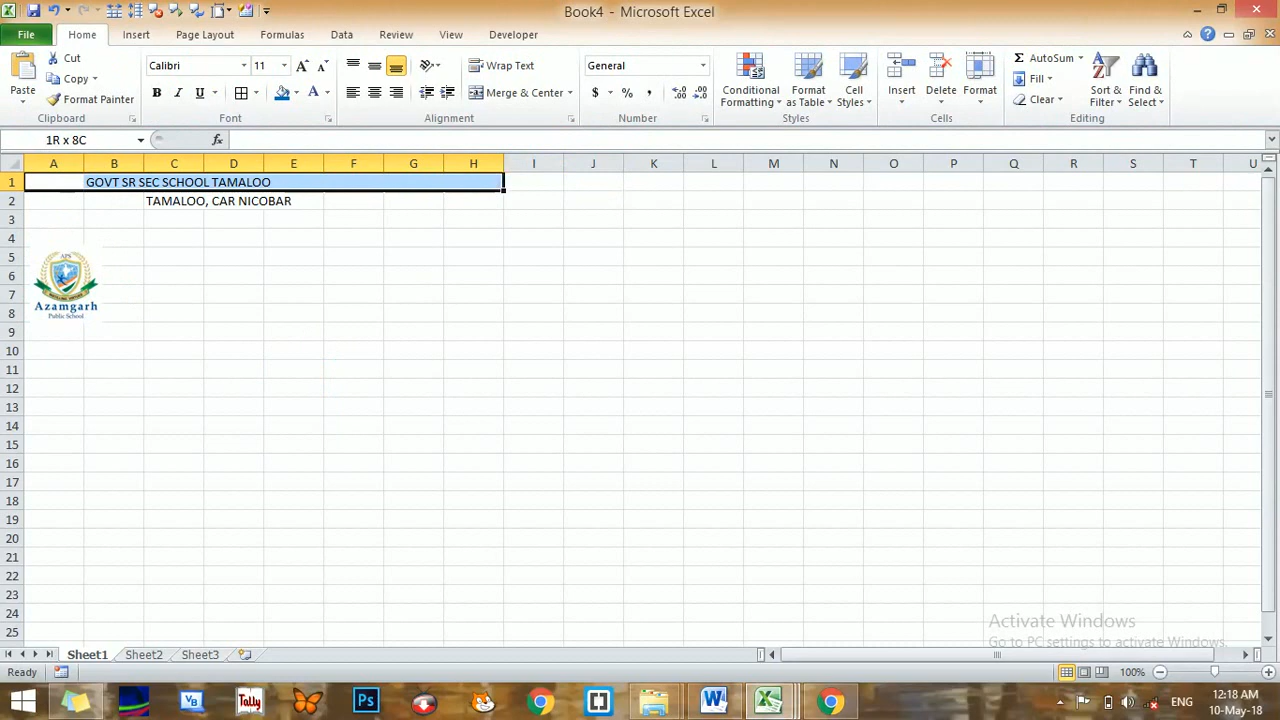 Book4 - Microsoft Excel
File Home Insert Page Layout Formulas Data Review View Developer
Cut
Copy
Format Painter
Paste
Clipboard
Calibri 11
B I U
Font
Wrap Text
Merge & Center
Alignment
General
$ % ,
Number
Conditional Formatting
Format as Table
Cell Styles
Styles
Insert
Delete
Format
Cells
AutoSum
Fill
Clear
Sort & Filter
Find & Select
Editing
1R x 8C
fx
A B C D E F G H I J K L M N O P Q R S T U
1 GOVT SR SEC SCHOOL TAMALOO
2 TAMALOO, CAR NICOBAR
3
4
5
6
7
8
9
10
11
12
13
14
15
16
17
18
19
20
21
22
23
24
25
APS
Azamgarh
Public School
Activate Windows
Go to PC settings to activate Windows.
Sheet1 Sheet2 Sheet3
Ready
100%
Tally
Ps
ENG
12:18 AM
10-May-18